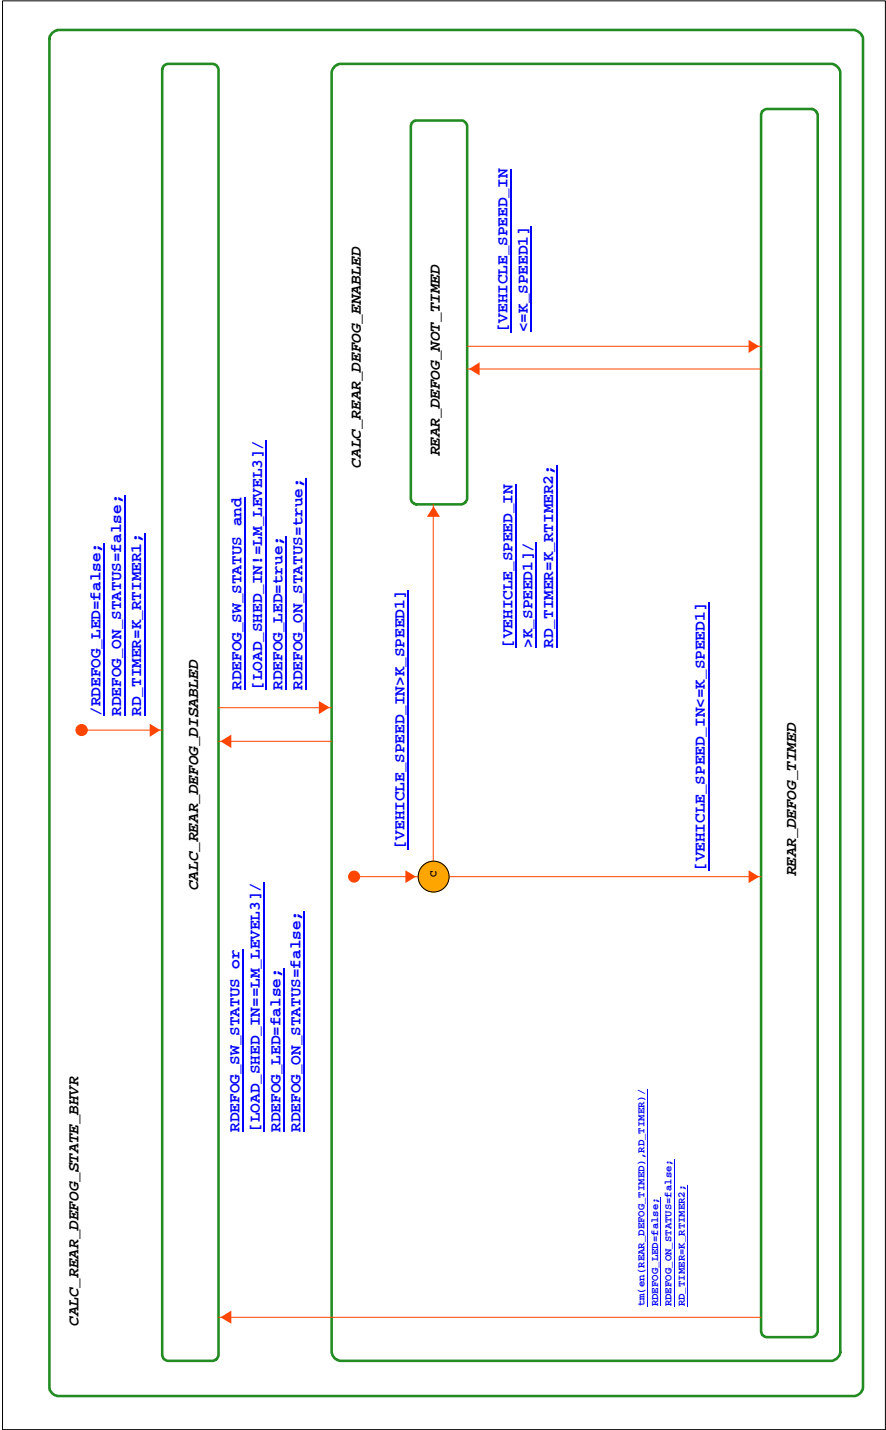 CALC_REAR_DEFOG_STATE_BHVR
/RDEFOG_LED=false;
RDEFOG_ON_STATUS=false;
RD_TIMER=K_RTIMER1;
CALC_REAR_DEFOG_DISABLED
RDEFOG_SW_STATUS or
[LOAD_SHED_IN==LM_LEVEL3]/
RDEFOG_LED=false;
RDEFOG_ON_STATUS=false;
RDEFOG_SW_STATUS and
[LOAD_SHED_IN!=LM_LEVEL3]/
RDEFOG_LED=true;
RDEFOG_ON_STATUS=true;
CALC_REAR_DEFOG_ENABLED
[VEHICLE_SPEED_IN>K_SPEED1]
C
REAR_DEFOG_NOT_TIMED
[VEHICLE_SPEED_IN
>K_SPEED1]/
RD_TIMER=K_RTIMER2;
[VEHICLE_SPEED_IN
<=K_SPEED1]
tm(en(REAR_DEFOG_TIMED),RD_TIMER)/
RDEFOG_LED=false;
RDEFOG_ON_STATUS=false;
RD_TIMER=K_RTIMER2;
[VEHICLE_SPEED_IN<=K_SPEED1]
REAR_DEFOG_TIMED